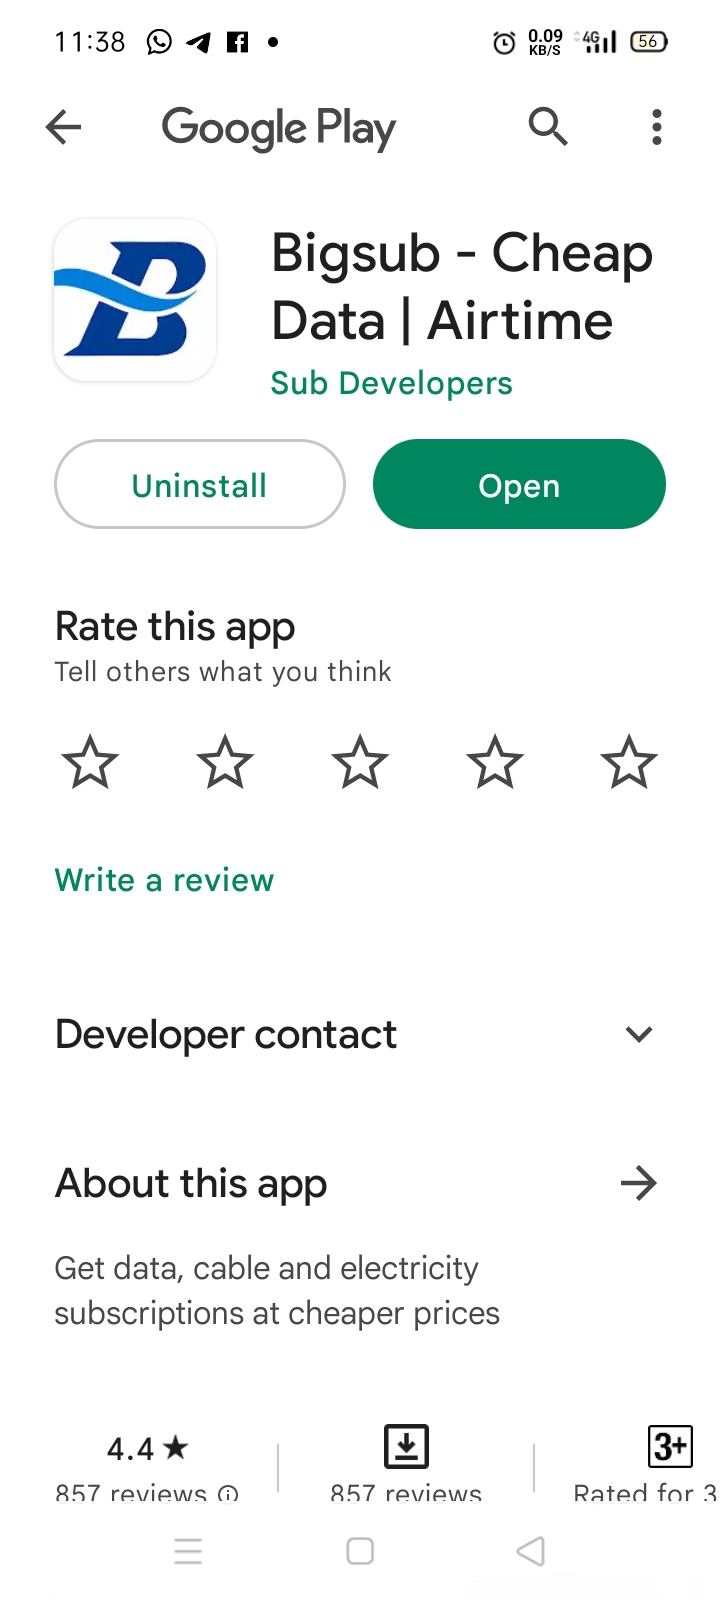 11:38
0.09
KB/S
4G
56
Google Play
B
Bigsub - Cheap
Data | Airtime
Sub Developers
Uninstall
Open
Rate this app
Tell others what you think
Write a review
Developer contact
About this app
Get data, cable and electricity
subscriptions at cheaper prices
4.4 ★
3+
857 reviews
857 reviews
Rated for 3